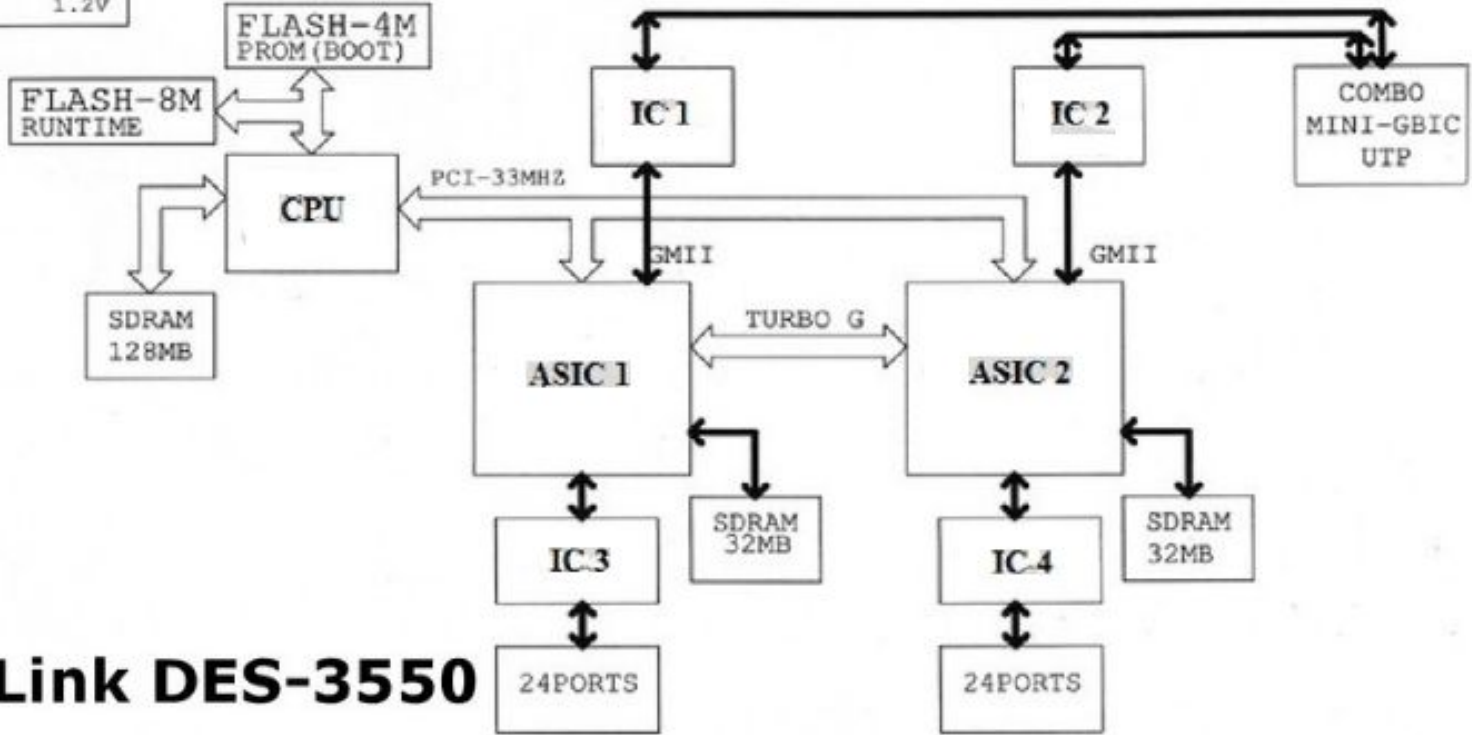 1.2V
FLASH-4M
PROM(BOOT)
FLASH-8M
RUNTIME
IC 1
IC 2
COMBO
MINI-GBIC
UTP
PCI-33MHZ
CPU
GMII
GMII
SDRAM
128MB
TURBO G
ASIC 1
ASIC 2
SDRAM
32MB
SDRAM
32MB
IC 3
IC 4
Link DES-3550
24PORTS
24PORTS